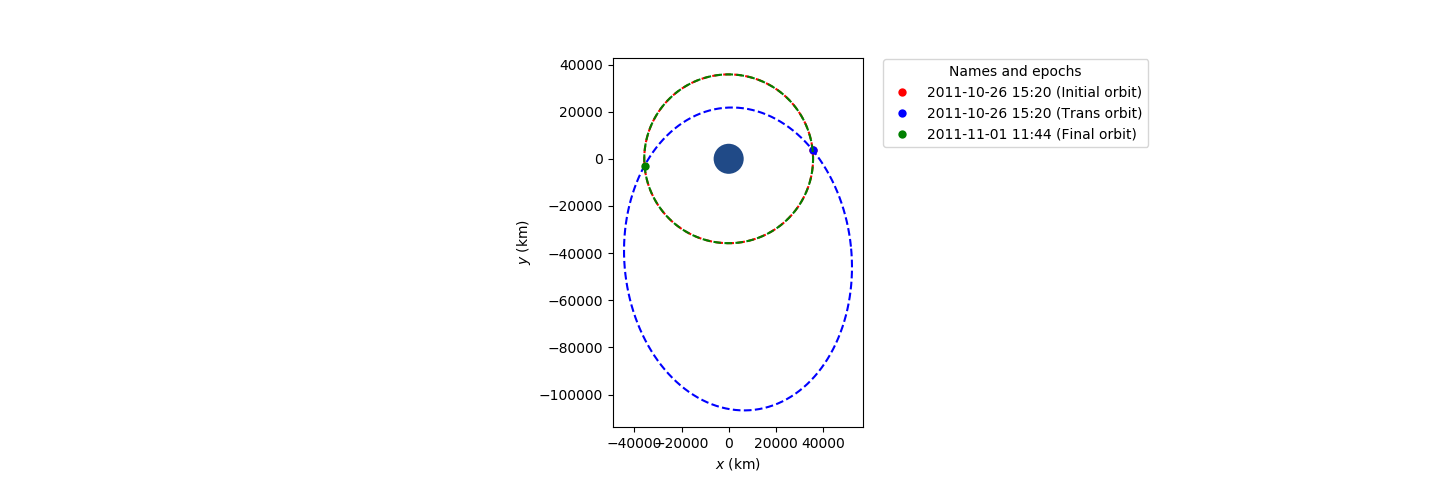 Names and epochs
2011-10-26 15:20 (Initial orbit)
2011-10-26 15:20 (Trans orbit)
2011-11-01 11:44 (Final orbit)
40000
20000
0
−20000
−40000
−60000
−80000
−100000
y (km)
−40000 −20000 0 20000 40000
x (km)